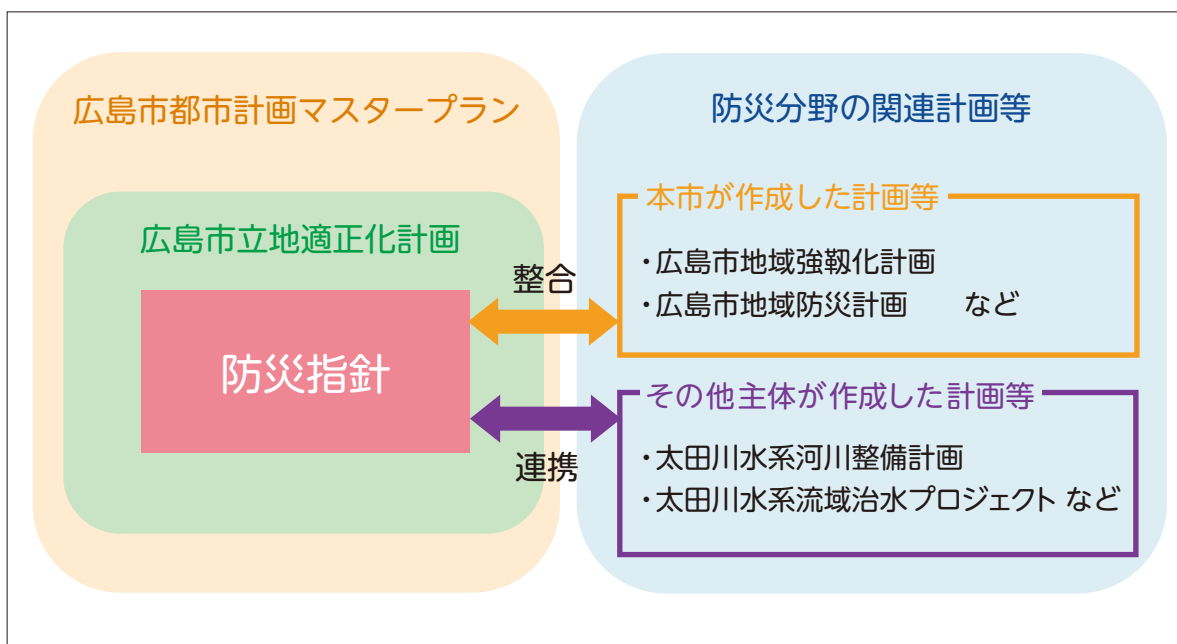 広島市都市計画マスタープラン
広島市立地適正化計画
防災指針
整合
連携
防災分野の関連計画等
本市が作成した計画等
・広島市地域強靱化計画
・広島市地域防災計画　　など
その他主体が作成した計画等
・太田川水系河川整備計画
・太田川水系流域治水プロジェクト など